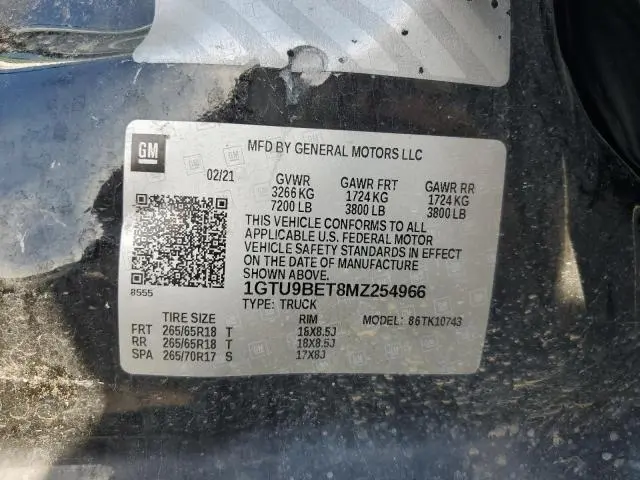 GM
MFD BY GENERAL MOTORS LLC
02/21
GVWR GAWR FRT GAWR RR
3266 KG 1724 KG 1724 KG
7200 LB 3800 LB 3800 LB
THIS VEHICLE CONFORMS TO ALL
APPLICABLE U.S. FEDERAL MOTOR
VEHICLE SAFETY STANDARDS IN EFFECT
ON THE DATE OF MANUFACTURE
SHOWN ABOVE.
8555
1GTU9BET8MZ254966
TYPE: TRUCK
TIRE SIZE RIM MODEL: 86TK10743
FRT 265/65R18 T 18X8.5J
RR 265/65R18 T 18X8.5J
SPA 265/70R17 S 17X8J